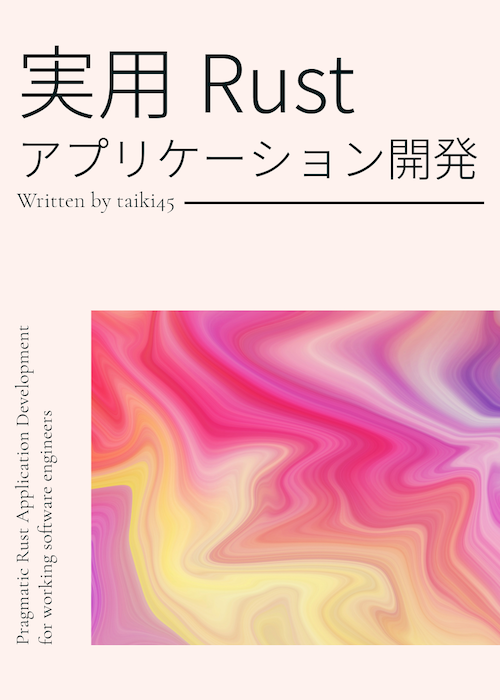 実用 Rust
アプリケーション開発
Written by taiki45
Pragmatic Rust Application Development
for working software engineers